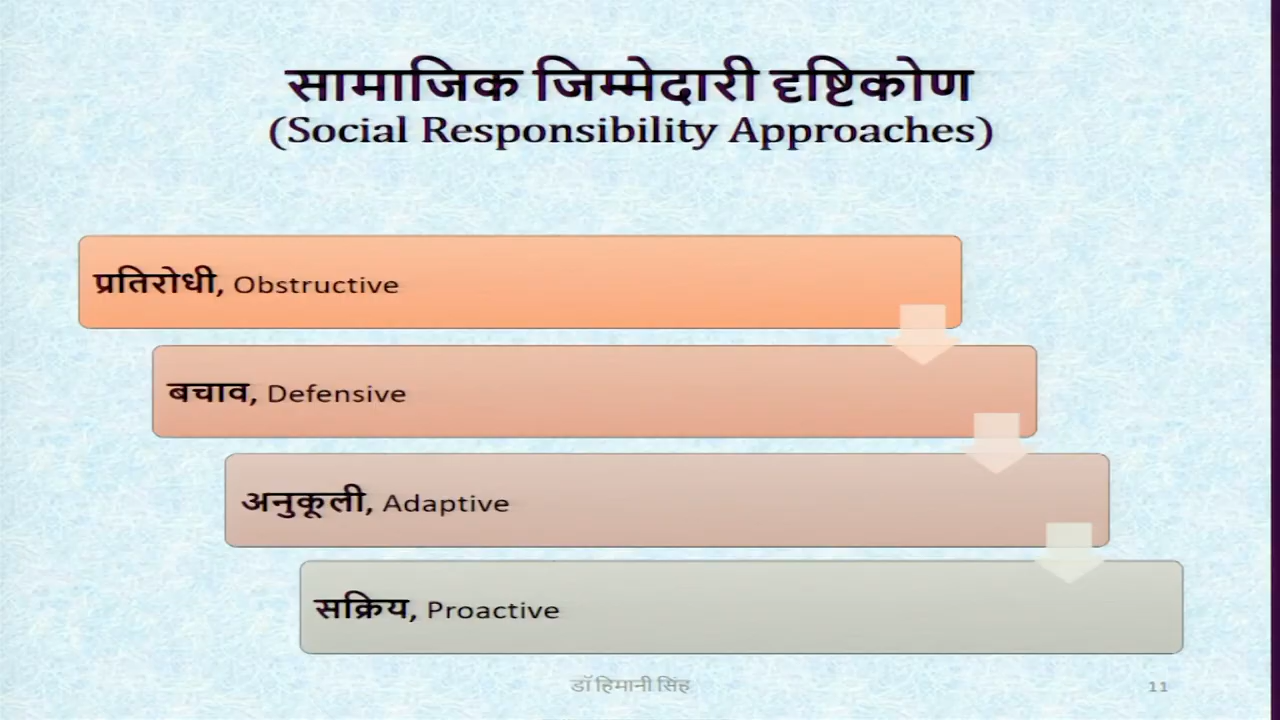 सामाजिक जिम्मेदारी दृष्टिकोण
(Social Responsibility Approaches)
प्रतिरोधी, Obstructive
बचाव, Defensive
अनुकूली, Adaptive
सक्रिय, Proactive
डॉ हिमानी सिंह
11